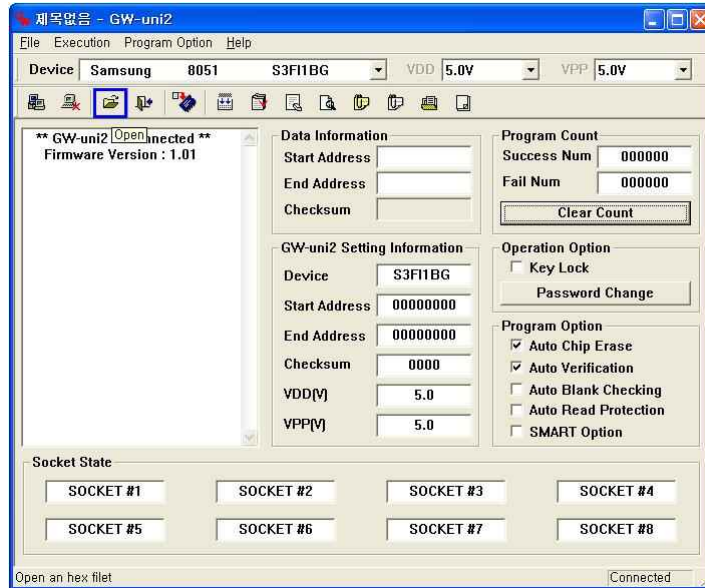 제목없음 - GW-uni2
File Execution Program Option Help
Device Samsung 8051 S3FI1BG VDD 5.0V VPP 5.0V
Open
** GW-uni2 nnected **
Firmware Version : 1.01
Data Information
Start Address
End Address
Checksum
Program Count
Success Num 000000
Fail Num 000000
Clear Count
GW-uni2 Setting Information
Device S3FI1BG
Start Address 00000000
End Address 00000000
Checksum 0000
VDD(V) 5.0
VPP(V) 5.0
Operation Option
Key Lock
Password Change
Program Option
Auto Chip Erase
Auto Verification
Auto Blank Checking
Auto Read Protection
SMART Option
Socket State
SOCKET #1 SOCKET #2 SOCKET #3 SOCKET #4
SOCKET #5 SOCKET #6 SOCKET #7 SOCKET #8
Open an hex filet
Connected